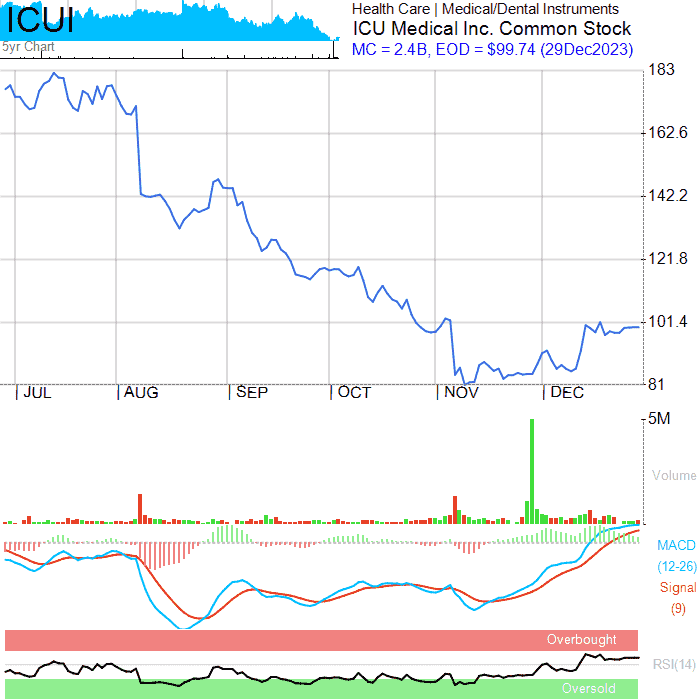 ICUI
5yr Chart
Health Care | Medical/Dental Instruments
ICU Medical Inc. Common Stock
MC = 2.4B, EOD = $99.74 (29Dec2023)
183
162.6
142.2
121.8
101.4
81
JUL AUG SEP OCT NOV DEC
5M
Volume
MACD
(12-26)
Signal
(9)
Overbought
RSI(14)
Oversold